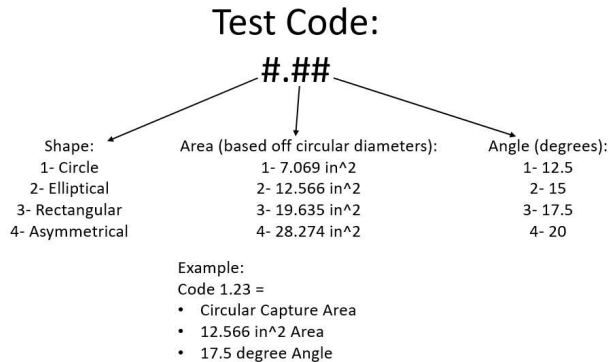 Test Code:
#.##
Shape:
1- Circle
2- Elliptical
3- Rectangular
4- Asymmetrical
Area (based off circular diameters):
1- 7.069 in^2
2- 12.566 in^2
3- 19.635 in^2
4- 28.274 in^2
Angle (degrees):
1- 12.5
2- 15
3- 17.5
4- 20
Example:
Code 1.23 =
• Circular Capture Area
• 12.566 in^2 Area
• 17.5 degree Angle